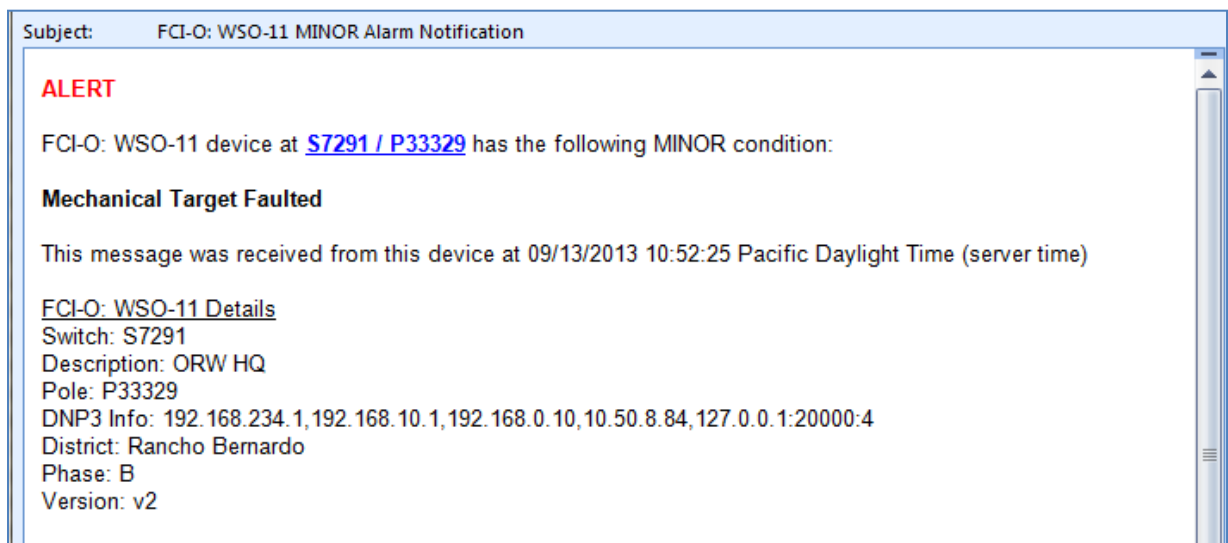 Subject: FCI-O: WSO-11 MINOR Alarm Notification
ALERT
FCI-O: WSO-11 device at S7291 / P33329 has the following MINOR condition:
Mechanical Target Faulted
This message was received from this device at 09/13/2013 10:52:25 Pacific Daylight Time (server time)
FCI-O: WSO-11 Details
Switch: S7291
Description: ORW HQ
Pole: P33329
DNP3 Info: 192.168.234.1,192.168.10.1,192.168.0.10,10.50.8.84,127.0.0.1:20000:4
District: Rancho Bernardo
Phase: B
Version: v2